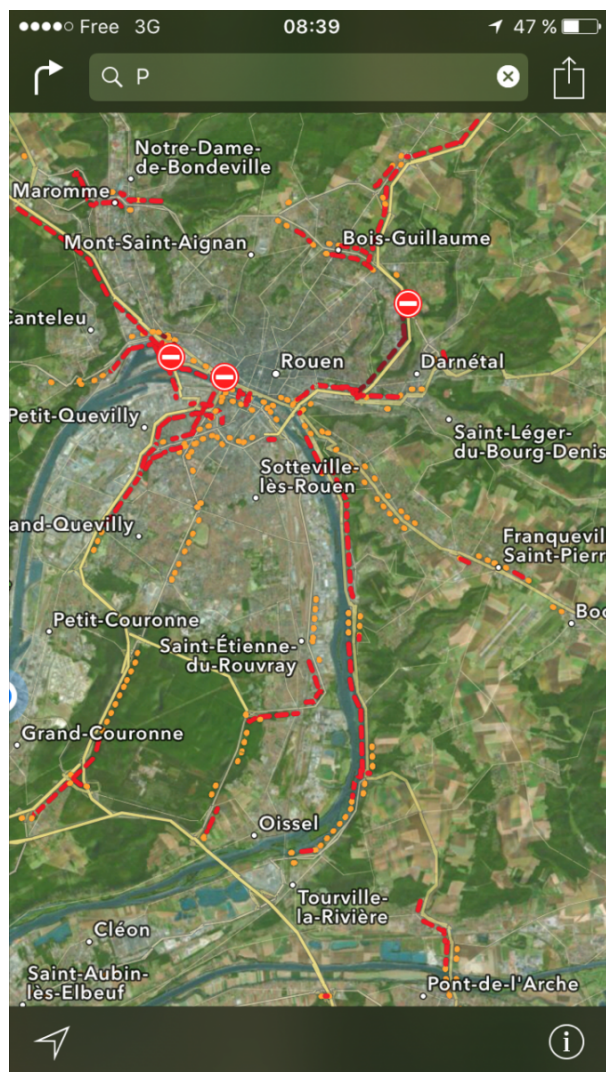 Free 3G 08:39 47 %
P
Notre-Dame-
de-Bondeville
Maromme
Mont-Saint-Aignan
Bois-Guillaume
Canteleu
Rouen
Darnétal
Petit-Quevilly
Saint-Léger-
du-Bourg-Denis
Sotteville-
lès-Rouen
and-Quevilly
Franquevil
Saint-Pierr
Petit-Couronne
Boo
Saint-Étienne-
du-Rouvray
Grand-Couronne
Oissel
Tourville-
la-Rivière
Cléon
Saint-Aubin-
lès-Elbeuf
Pont-de-l'Arche